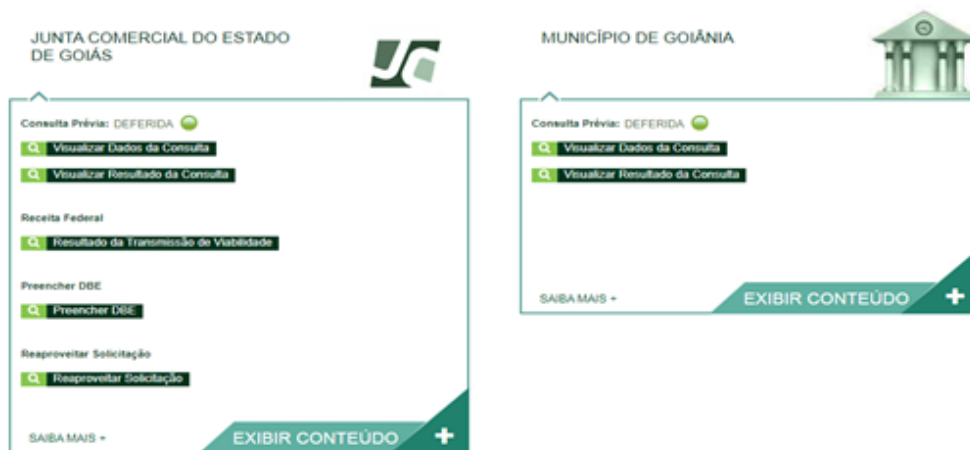 JUNTA COMERCIAL DO ESTADO
DE GOIÁS
JC
Consulta Prévia: DEFERIDA
Visualizar Dados da Consulta
Visualizar Resultado da Consulta
Receita Federal
Resultado da Transmissão de Viabilidade
Preencher DBE
Preencher DBE
Reaproveitar Solicitação
Reaproveitar Solicitação
SAIBA MAIS +
EXIBIR CONTEÚDO +
MUNICÍPIO DE GOIÂNIA
Consulta Prévia: DEFERIDA
Visualizar Dados da Consulta
Visualizar Resultado da Consulta
SAIBA MAIS +
EXIBIR CONTEÚDO +